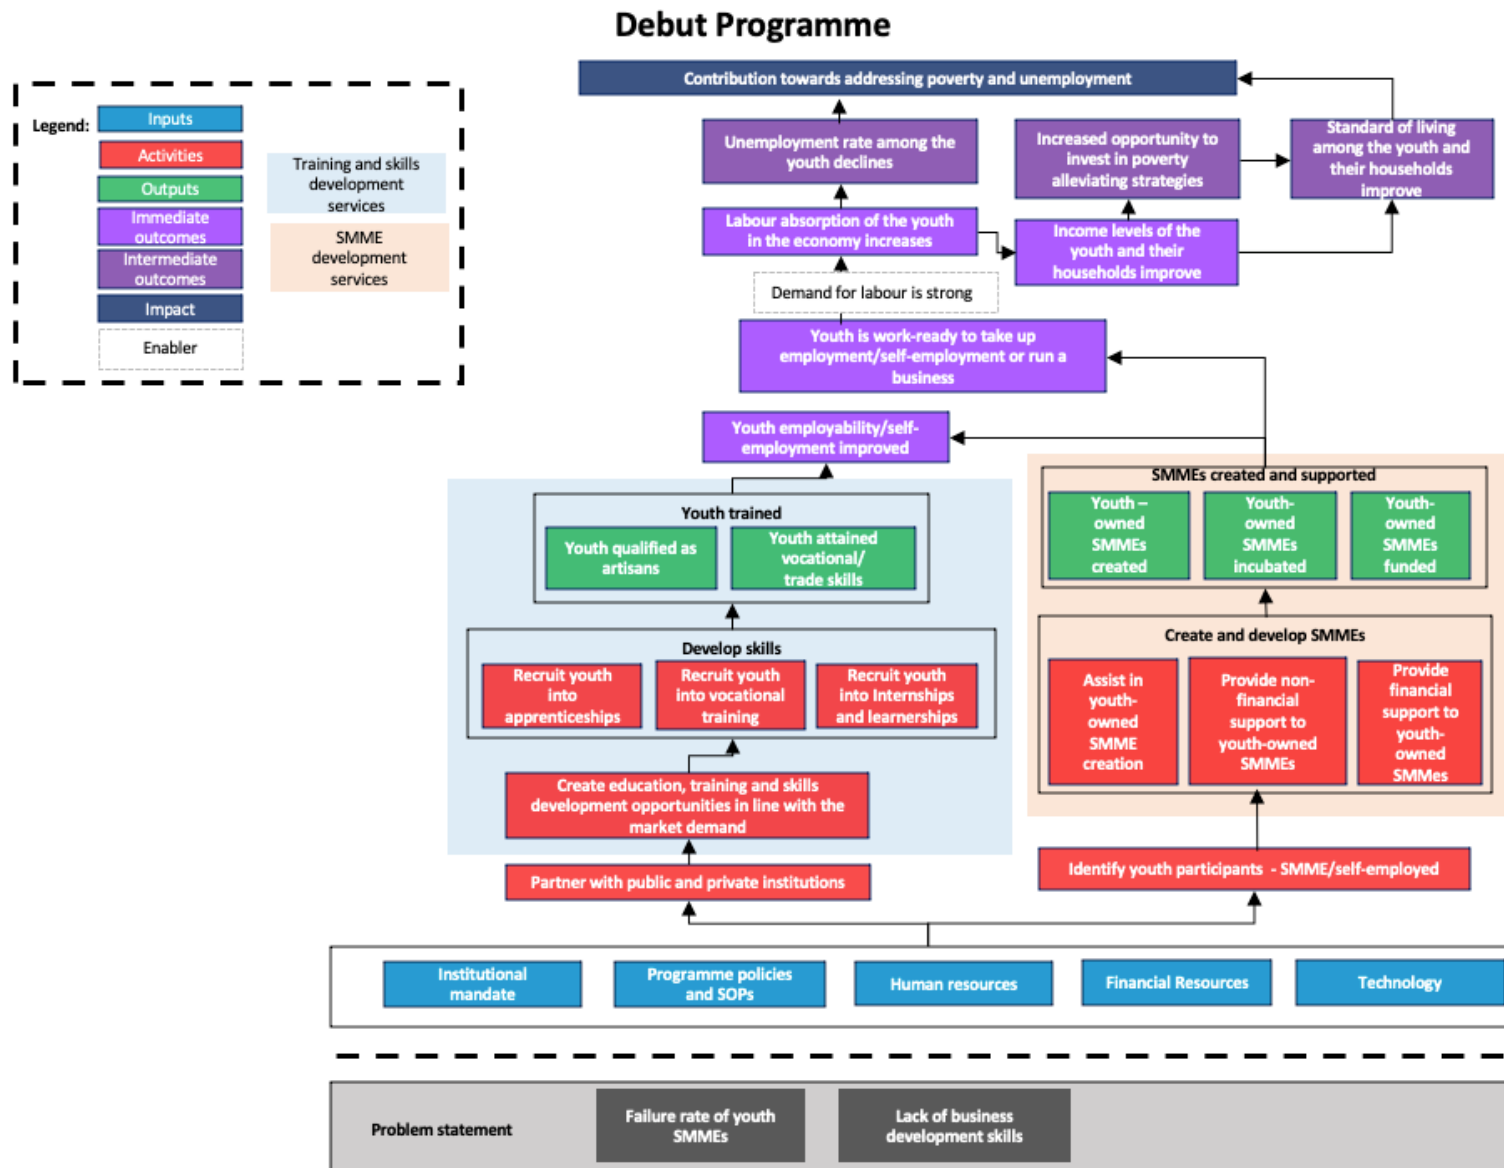 Debut Programme
Legend:
Inputs
Activities
Outputs
Immediate
outcomes
Intermediate
outcomes
Impact
Enabler
Training and skills
development
services
SMME
development
services
Contribution towards addressing poverty and unemployment
Unemployment rate among the
youth declines
Increased opportunity to
invest in poverty
alleviating strategies
Standard of living
among the youth and
their households
improve
Labour absorption of the youth
in the economy increases
Income levels of the
youth and their
households improve
Demand for labour is strong
Youth is work-ready to take up
employment/self-employment or run a
business
Youth employability/self-
employment improved
Youth trained
Youth qualified as
artisans
Youth attained
vocational/
trade skills
SMMEs created and supported
Youth –
owned
SMMEs
created
Youth-
owned
SMMEs
incubated
Youth-
owned
SMMEs
funded
Develop skills
Recruit youth
into
apprenticeships
Recruit youth
into vocational
training
Recruit youth
into Internships
and learnerships
Create and develop SMMEs
Assist in
youth-
owned
SMME
creation
Provide non-
financial
support to
youth-owned
SMMEs
Provide
financial
support to
youth-
owned
SMMes
Create education, training and skills
development opportunities in line with the
market demand
Partner with public and private institutions
Identify youth participants - SMME/self-employed
Institutional
mandate
Programme policies
and SOPs
Human resources
Financial Resources
Technology
Problem statement
Failure rate of youth
SMMEs
Lack of business
development skills